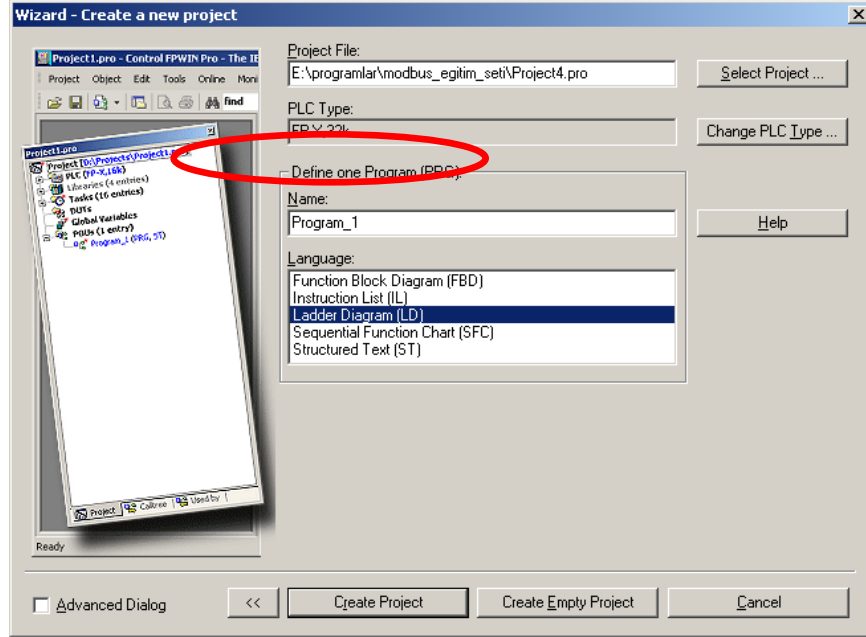 Wizard - Create a new project
Project1.pro - Control FPWIN Pro - The IE
Project Object Edit Tools Online Moni
find
Project1.pro
Project [D:\Projects\Project1.
PLC (FP-X,16k)
Libraries (4 entries)
Tasks (16 entries)
DUTs
Global Variables
POUs (1 entry)
Program_1 (PRG, ST)
Project Calltree Used by
Ready
Project File:
E:\programlar\modbus_egitim_seti\Project4.pro
Select Project ...
PLC Type:
FP-X,32k
Change PLC Type ...
Define one Program (PRG):
Name:
Program_1
Help
Language:
Function Block Diagram (FBD)
Instruction List (IL)
Ladder Diagram (LD)
Sequential Function Chart (SFC)
Structured Text (ST)
Advanced Dialog
<<
Create Project
Create Empty Project
Cancel